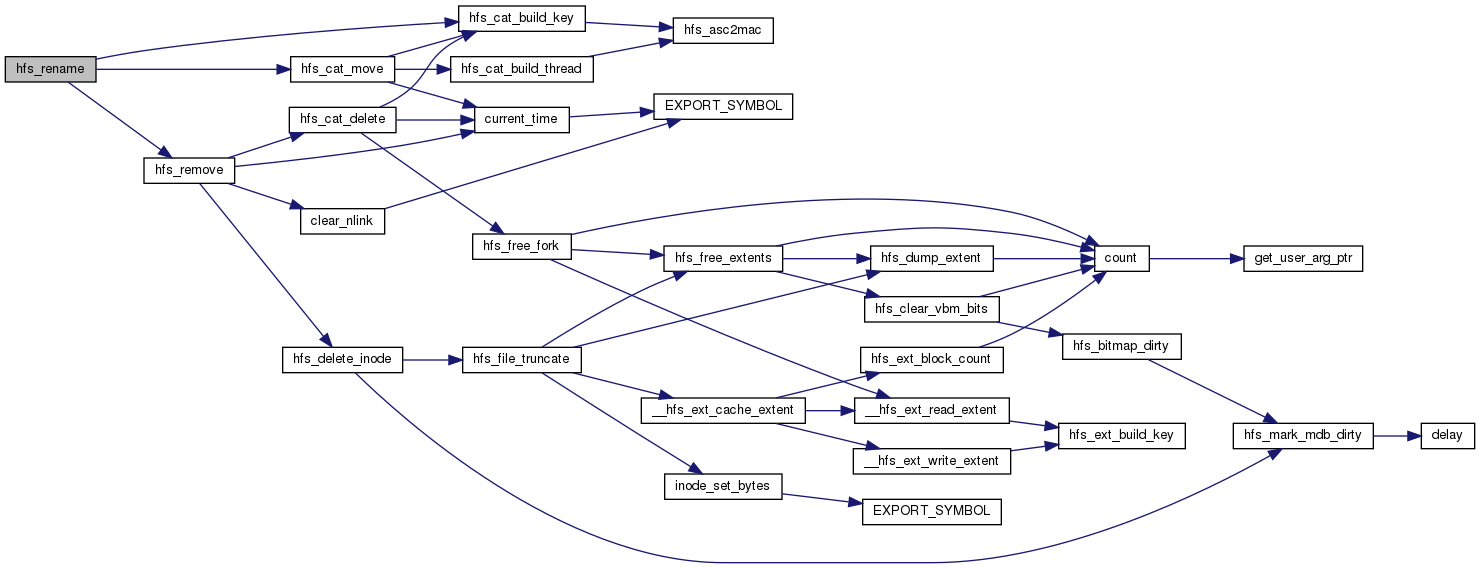 hfs_rename
hfs_cat_build_key
hfs_asc2mac
hfs_cat_move
hfs_cat_build_thread
hfs_cat_delete
current_time
EXPORT_SYMBOL
hfs_remove
clear_nlink
hfs_free_fork
hfs_free_extents
hfs_dump_extent
count
get_user_arg_ptr
hfs_clear_vbm_bits
hfs_bitmap_dirty
hfs_delete_inode
hfs_file_truncate
hfs_ext_block_count
__hfs_ext_cache_extent
__hfs_ext_read_extent
hfs_ext_build_key
hfs_mark_mdb_dirty
delay
__hfs_ext_write_extent
inode_set_bytes
EXPORT_SYMBOL